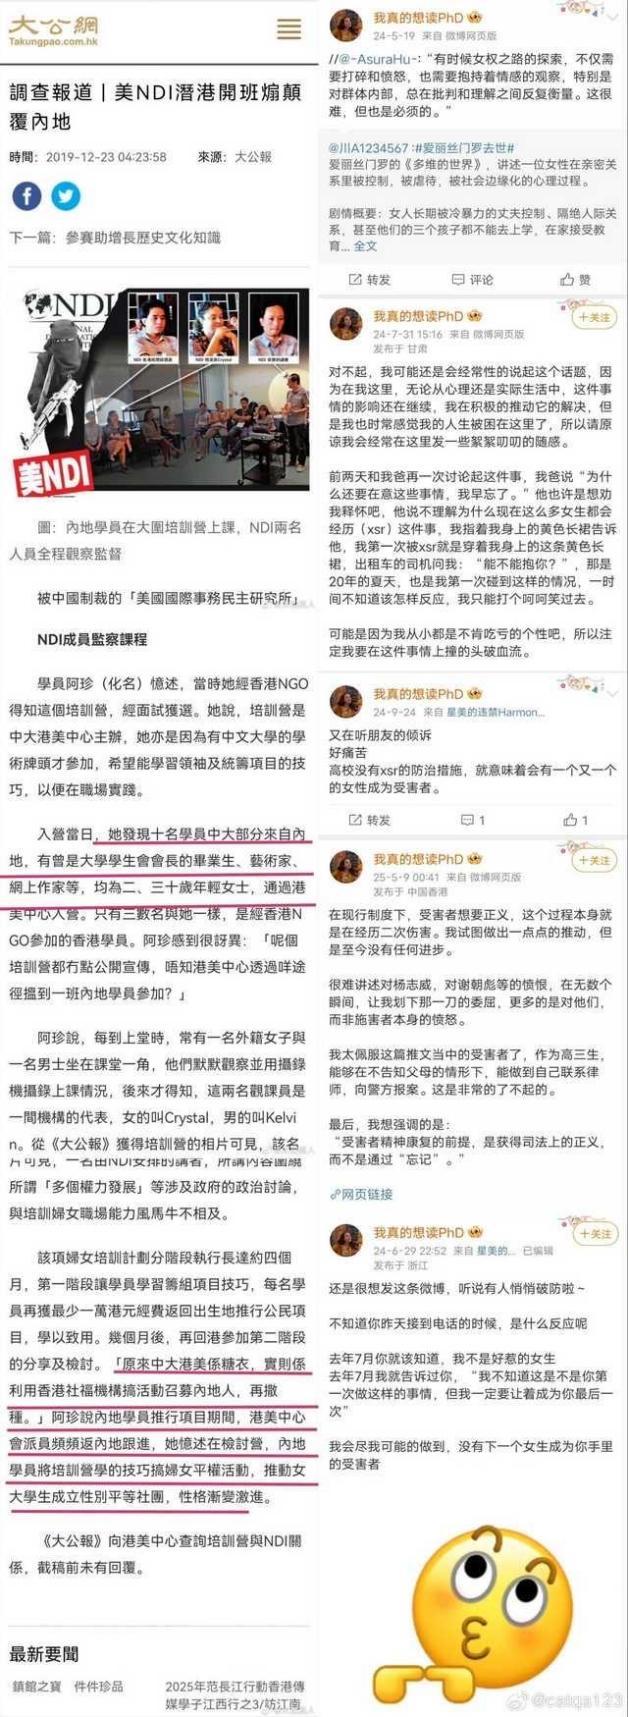 大公網
Takungpao.com.hk
調查報道 | 美NDI潛港開班煽顛
覆內地
時間：2019-12-23 04:23:58 來源：大公報
下一篇：參賽助增長歷史文化知識
NDI
NDI 駐港顧問
NDI 職員Crystal
NDI 安排的講者
美NDI
圖：內地學員在大圍培訓營上課，NDI兩名
人員全程觀察監督
被中國制裁的「美國國際事務民主研究所」
NDI成員監察課程
學員阿珍（化名）憶述，當時她經香港NGO
得知這個培訓營，經面試獲選。她說，培訓營是
中大港美中心主辦，她亦是因為有中文大學的學
術牌頭才參加，希望能學習領袖及統籌項目的技
巧，以便在職場實踐。
入營當日，她發現十名學員中大部分來自內
地，有曾是大學學生會會長的畢業生、藝術家、
網上作家等，均為二、三十歲年輕女士，通過港
美中心入營。只有三數名與她一樣，是經香港N
GO參加的香港學員。阿珍感到很訝異：「呢個
培訓營都冇點公開宣傳，唔知港美中心透過咩途
徑搵到一班內地學員參加？」
阿珍說，每到上堂時，常有一名外籍女子與
一名男士坐在課堂一角，他們默默觀察並用攝錄
機攝錄上課情況，後來才得知，這兩名觀課員是
一間機構的代表，女的叫Crystal，男的叫Kelvi
n。從《大公報》獲得培訓營的相片可見，該名
片可見，一名由NDI安排的講者，所講內容圍繞
所謂「多個權力發展」等涉及政府的政治討論，
與培訓婦女職場能力風馬牛不相及。
該項婦女培訓計劃分階段執行長達約四個
月，第一階段讓學員學習籌組項目技巧，每名學
員再獲最少一萬港元經費返回出生地推行公民項
目，學以致用。幾個月後，再回港參加第二階段
的分享及檢討。「原來中大港美係糖衣，實則係
利用香港社福機構搞活動召募內地人，再撒
種。」阿珍說內地學員推行項目期間，港美中心
會派員頻頻返內地跟進，她憶述在檢討營，內地
學員將培訓營學的技巧搞婦女平權活動，推動女
大學生成立性別平等社團，性格漸變激進。
《大公報》向港美中心查詢培訓營與NDI關
係，截稿前未有回覆。
最新要聞
鎮館之寶 件件珍品
2025年范長江行動香港傳
媒學子江西行之3/訪江南
我真的想读PhD
24-5-19 来自 微博网页版
//@-AsuraHu-："有时候女权之路的探索，不仅需
要打碎和愤怒，也需要抱持着情感的观察，特别是
对群体内部，总在批判和理解之间反复衡量。这很
难，但也是必须的。"
@川A1234567：#爱丽丝门罗去世#
爱丽丝门罗的《多维的世界》，讲述一位女性在亲密关
系里被控制，被虐待，被社会边缘化的心理过程。
剧情概要：女人长期被冷暴力的丈夫控制、隔绝人际关
系，甚至他们的三个孩子都不能去上学，在家接受教
育... 全文
转发 评论 赞
我真的想读PhD
+关注
24-7-31 15:16 来自 微博网页版
发布于 甘肃
对不起，我可能还是会经常性的说起这个话题，因
为在我这里，无论从心理还是实际生活中，这件事
情的影响还在继续，我在积极的推动它的解决，但
是我也时常感觉我的人生被困在这里了，所以请原
谅我会经常在这里发一些絮絮叨叨的随感。
前两天和我爸再一次讨论起这件事，我爸说"为什
么还要在意这些事情，我早忘了。"他也许是想劝
我释怀吧，他说不理解为什么现在这么多女生都会
经历（xsr）这件事，我指着我身上的黄色长裙告诉
他，我第一次被xsr就是穿着我身上的这条黄色长
裙，出租车的司机问我："能不能抱你？"，那是
20年的夏天，也是我第一次碰到这样的情况，一时
间不知道该怎样反应，我只能打个呵呵笑过去。
可能是因为我从小都是不肯吃亏的个性吧，所以注
定我要在这件事情上撞的头破血流。
我真的想读PhD
24-9-24 来自 星美的违禁Harmon...
又在听朋友的倾诉
好痛苦
高校没有xsr的防治措施，就意味着会有一个又一个
的女性成为受害者。
转发 1 1
我真的想读PhD
+关注
25-5-9 00:41 来自 微博网页版
发布于 中国香港
在现行制度下，受害者想要正义，这个过程本身就
是在经历二次伤害。我试图做出一点点的推动，但
是至今没有任何进步。
很难讲述对杨志威，对谢朝彪等的愤恨，在无数个
瞬间，让我划下那一刀的委屈，更多的是对他们，
而非施害者本身的愤怒。
我太佩服这篇推文当中的受害者了，作为高三生，
能够在不告知父母的情形下，能做到自己联系律
师，向警方报案。这是非常的了不起的。
最后，我想强调的是：
"受害者精神康复的前提，是获得司法上的正义，
而不是通过"忘记"。"
网页链接
我真的想读PhD
+关注
24-6-29 22:52 来自 星美的... 已编辑
发布于 浙江
还是很想发这条微博，听说有人悄悄破防啦~
不知道你昨天接到电话的时候，是什么反应呢
去年7月你就该知道，我不是好惹的女生
去年7月我就告诉过你，"我不知道这是不是你第
一次做这样的事情，但我一定要让着成为你最后一
次"
我会尽我可能的做到，没有下一个女生成为你手里
的受害者
@catqa123